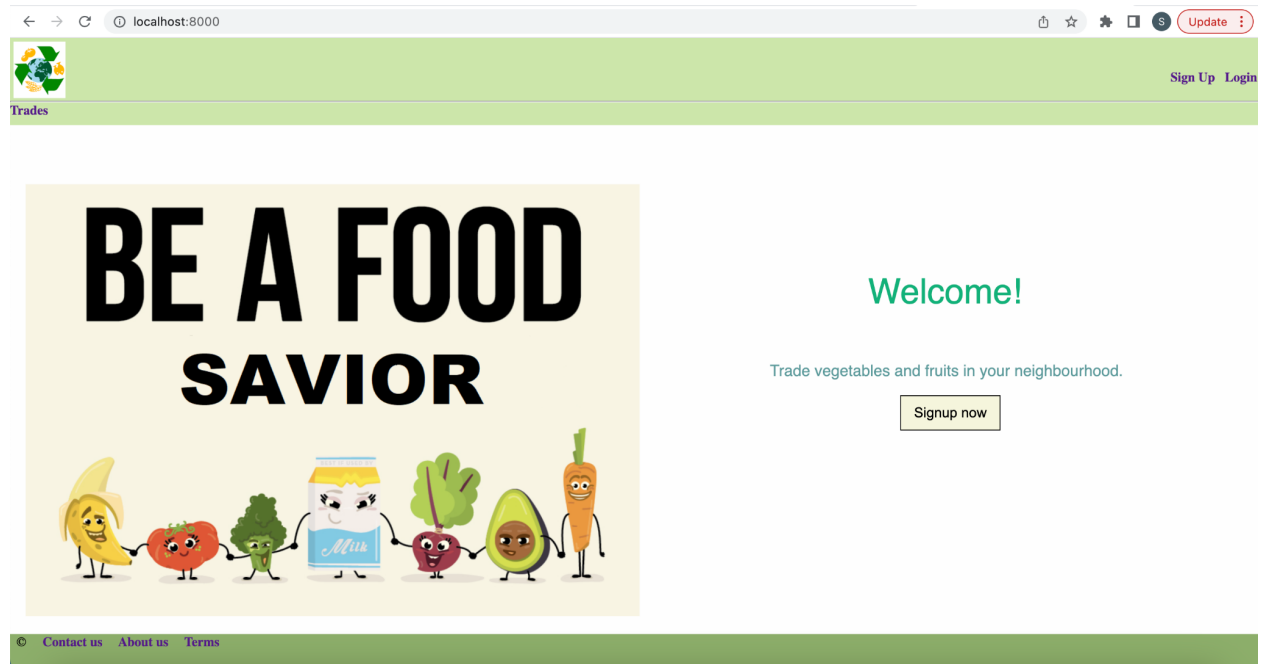 localhost:8000
S
Update
Sign Up Login
Trades
BE A FOOD
SAVIOR
Welcome!
Trade vegetables and fruits in your neighbourhood.
Signup now
Milk
© Contact us About us Terms